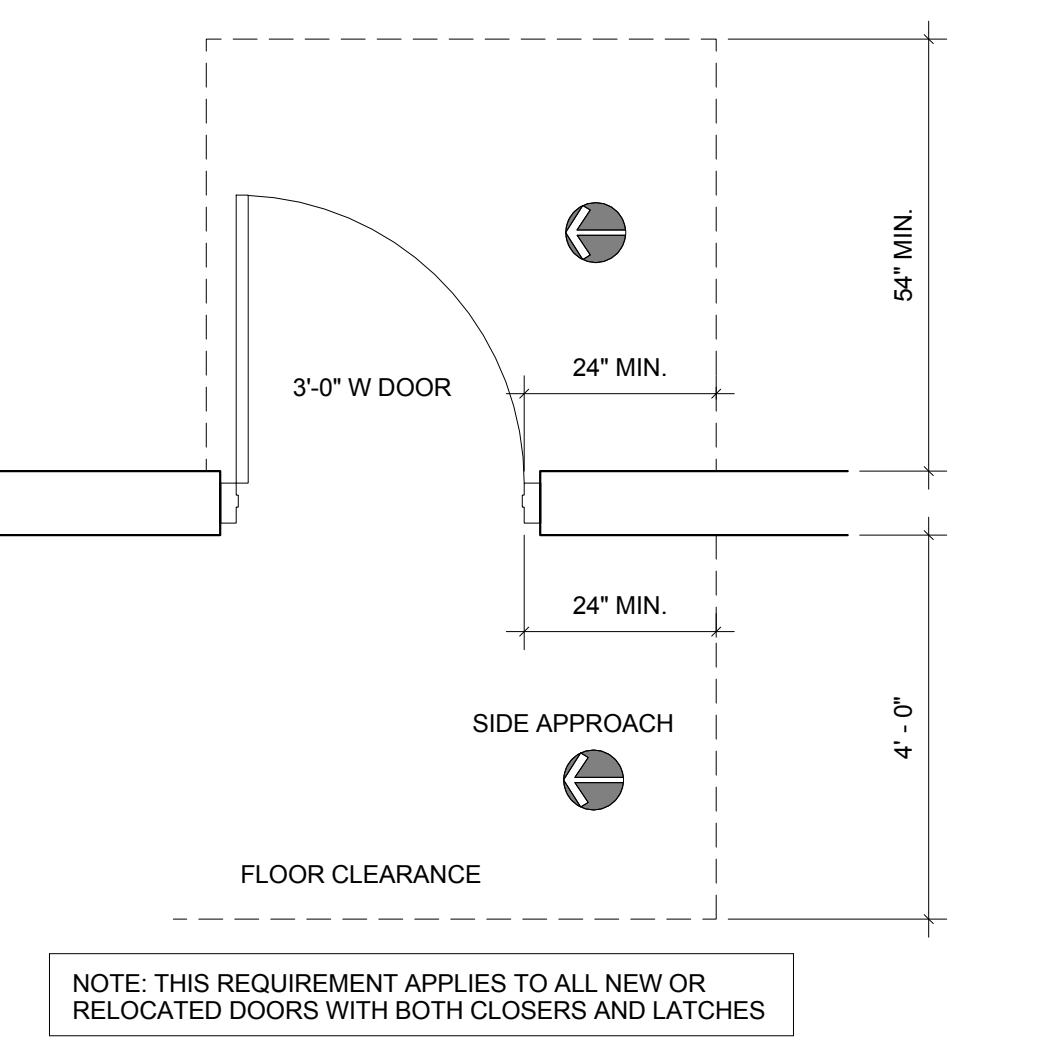 54" MIN.
24" MIN.
3'-0" W DOOR
24" MIN.
4' - 0"
SIDE APPROACH
FLOOR CLEARANCE
NOTE: THIS REQUIREMENT APPLIES TO ALL NEW OR
RELOCATED DOORS WITH BOTH CLOSERS AND LATCHES